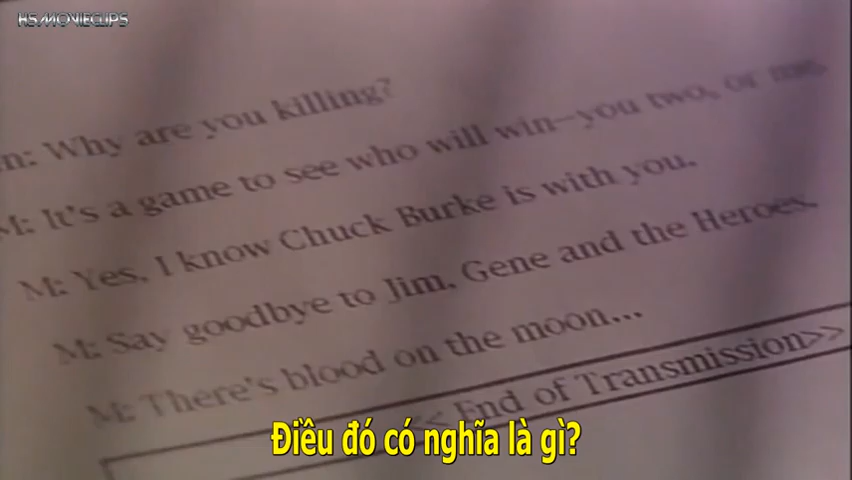 HSMOVIECLIPS
n: Why are you killing?
M: It's a game to see who will win--you two, or me.
M: Yes, I know Chuck Burke is with you.
M: Say goodbye to Jim, Gene and the Heroes.
M: There's blood on the moon...
<< End of Transmission>>
Điều đó có nghĩa là gì?